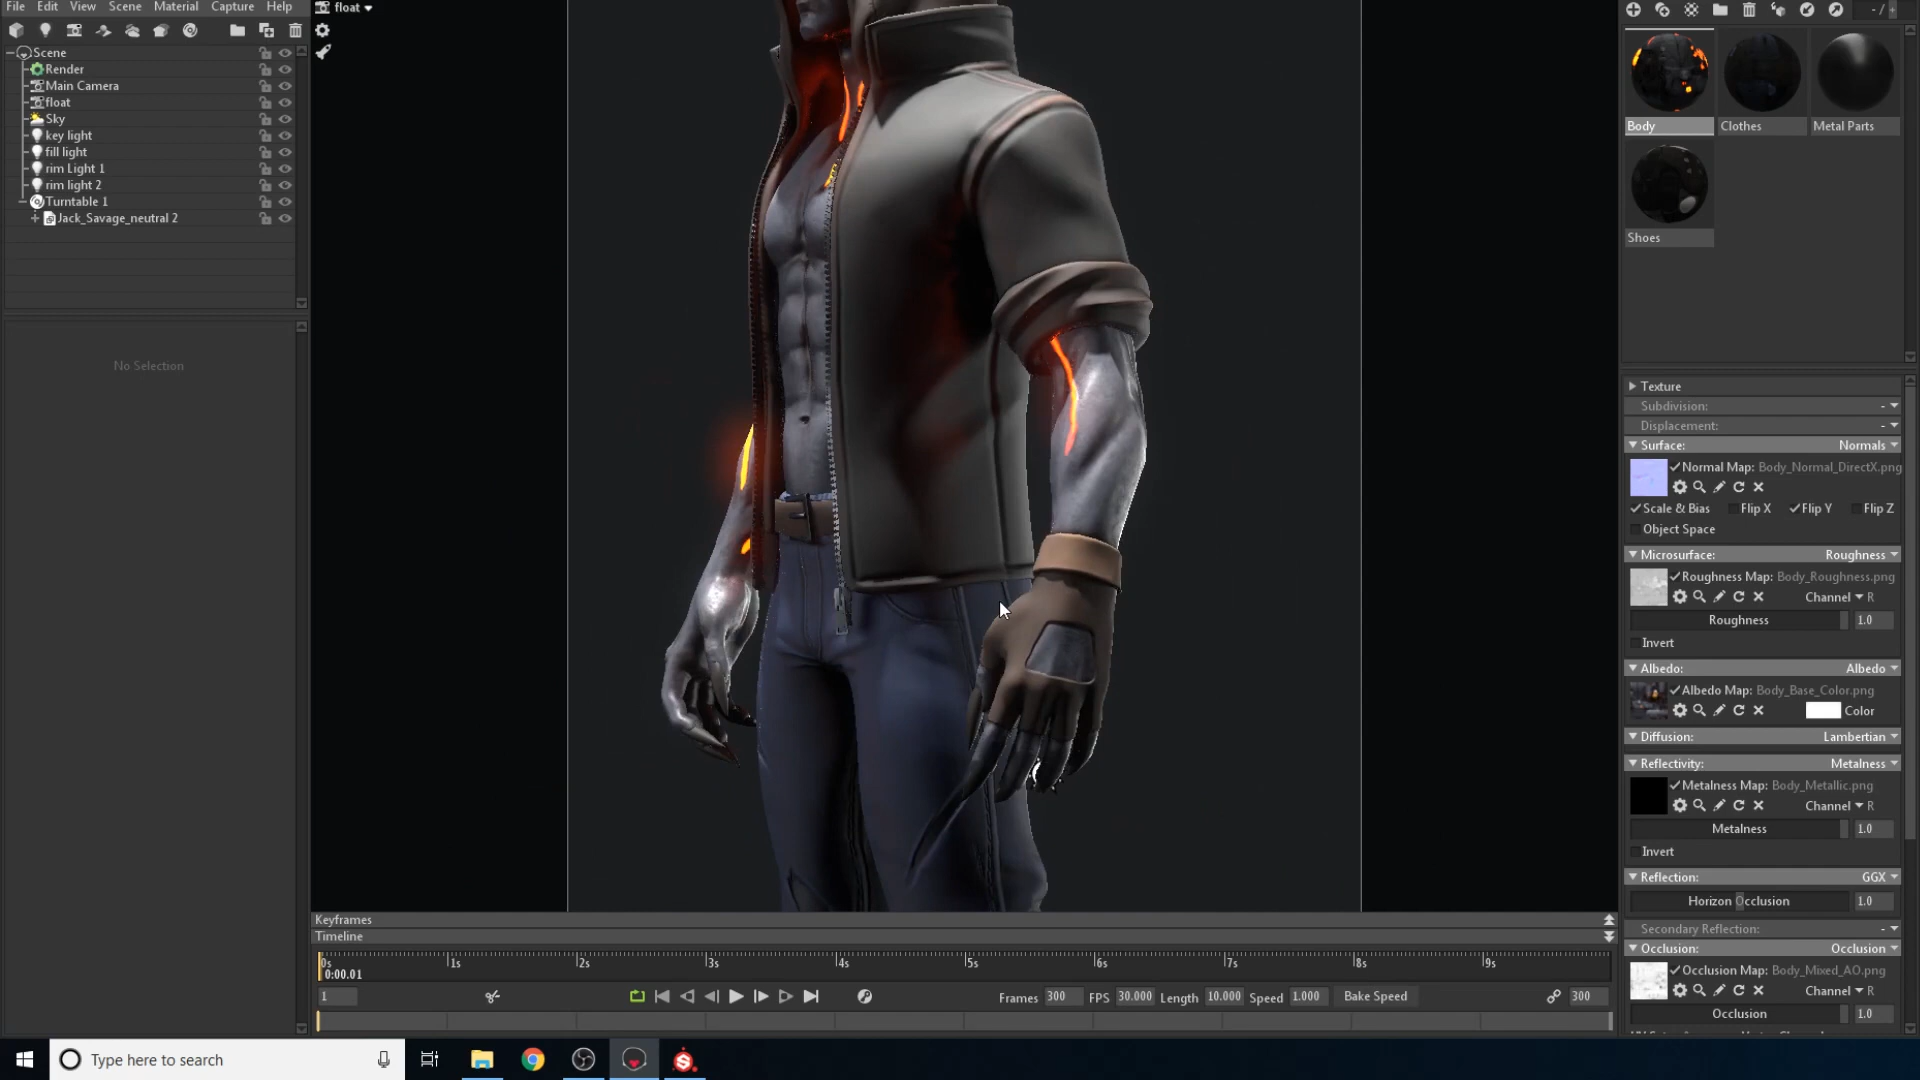 File Edit View Scene Material Capture Help
float
Scene
Render
Main Camera
float
Sky
key light
fill light
rim Light 1
rim light 2
Turntable 1
Jack_Savage_neutral 2
No Selection
- /
Body
Clothes
Metal Parts
Shoes
Texture
Subdivision: -
Displacement: -
Surface: Normals
Normal Map: Body_Normal_DirectX.png
Scale & Bias Flip X Flip Y Flip Z
Object Space
Microsurface: Roughness
Roughness Map: Body_Roughness.png
Channel R
Roughness 1.0
Invert
Albedo: Albedo
Albedo Map: Body_Base_Color.png
Color
Diffusion: Lambertian
Reflectivity: Metalness
Metalness Map: Body_Metallic.png
Channel R
Metalness 1.0
Invert
Reflection: GGX
Horizon Occlusion 1.0
Secondary Reflection: -
Occlusion: Occlusion
Occlusion Map: Body_Mixed_AO.png
Channel R
Occlusion 1.0
Keyframes
Timeline
0s 1s 2s 3s 4s 5s 6s 7s 8s 9s
0:00.01
1 Frames 300 FPS 30.000 Length 10.000 Speed 1.000 Bake Speed 300
Type here to search